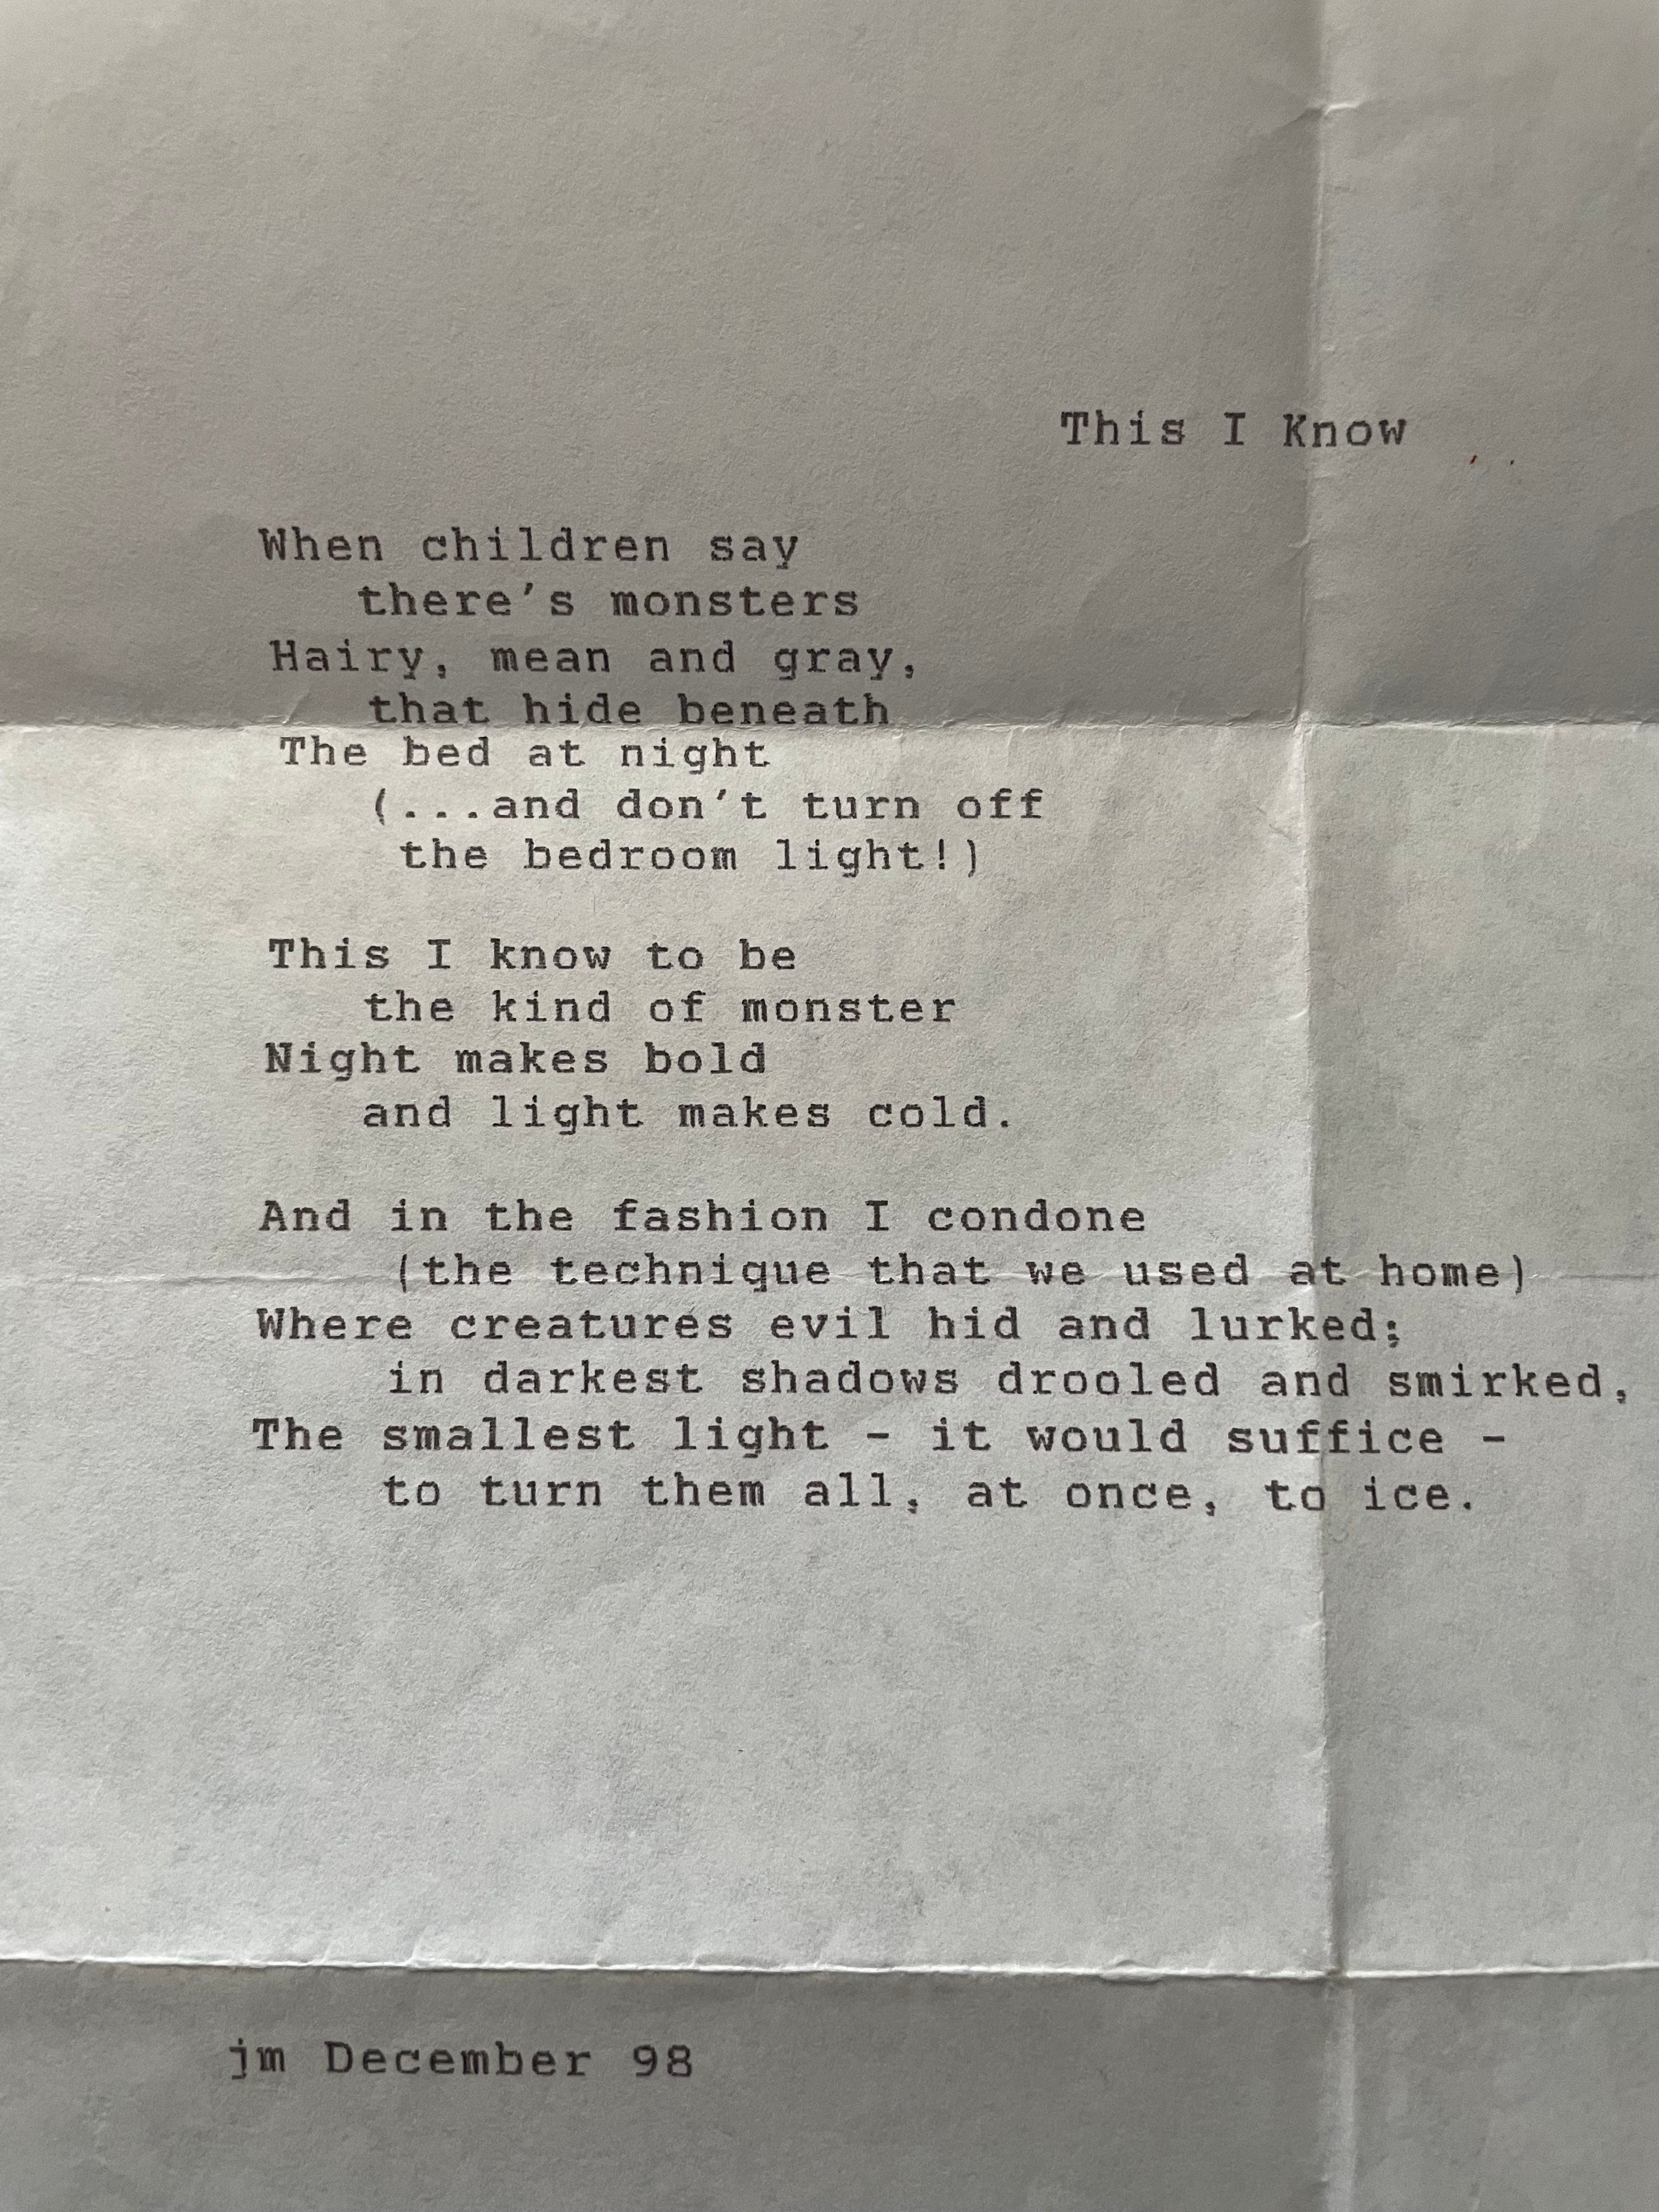 This I Know
When children say
there's monsters
Hairy, mean and gray,
that hide beneath
The bed at night
(...and don't turn off
the bedroom light!)
This I know to be
the kind of monster
Night makes bold
and light makes cold.
And in the fashion I condone
(the technique that we used at home)
Where creatures evil hid and lurked;
in darkest shadows drooled and smirked,
The smallest light - it would suffice -
to turn them all, at once, to ice.
jm December 98